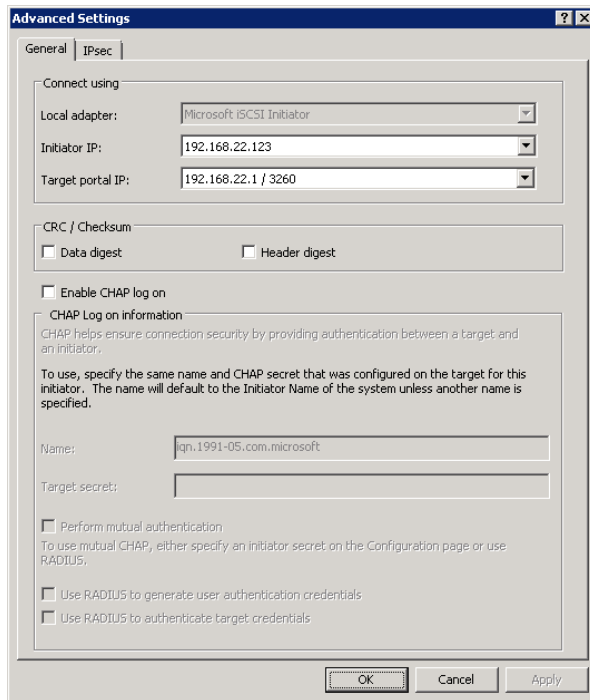 Advanced Settings
General IPsec
Connect using
Local adapter: Microsoft iSCSI Initiator
Initiator IP: 192.168.22.123
Target portal IP: 192.168.22.1 / 3260
CRC / Checksum
Data digest Header digest
Enable CHAP log on
CHAP Log on information
CHAP helps ensure connection security by providing authentication between a target and
an initiator.
To use, specify the same name and CHAP secret that was configured on the target for this
initiator. The name will default to the Initiator Name of the system unless another name is
specified.
Name: iqn.1991-05.com.microsoft
Target secret:
Perform mutual authentication
To use mutual CHAP, either specify an initiator secret on the Configuration page or use
RADIUS.
Use RADIUS to generate user authentication credentials
Use RADIUS to authenticate target credentials
OK Cancel Apply